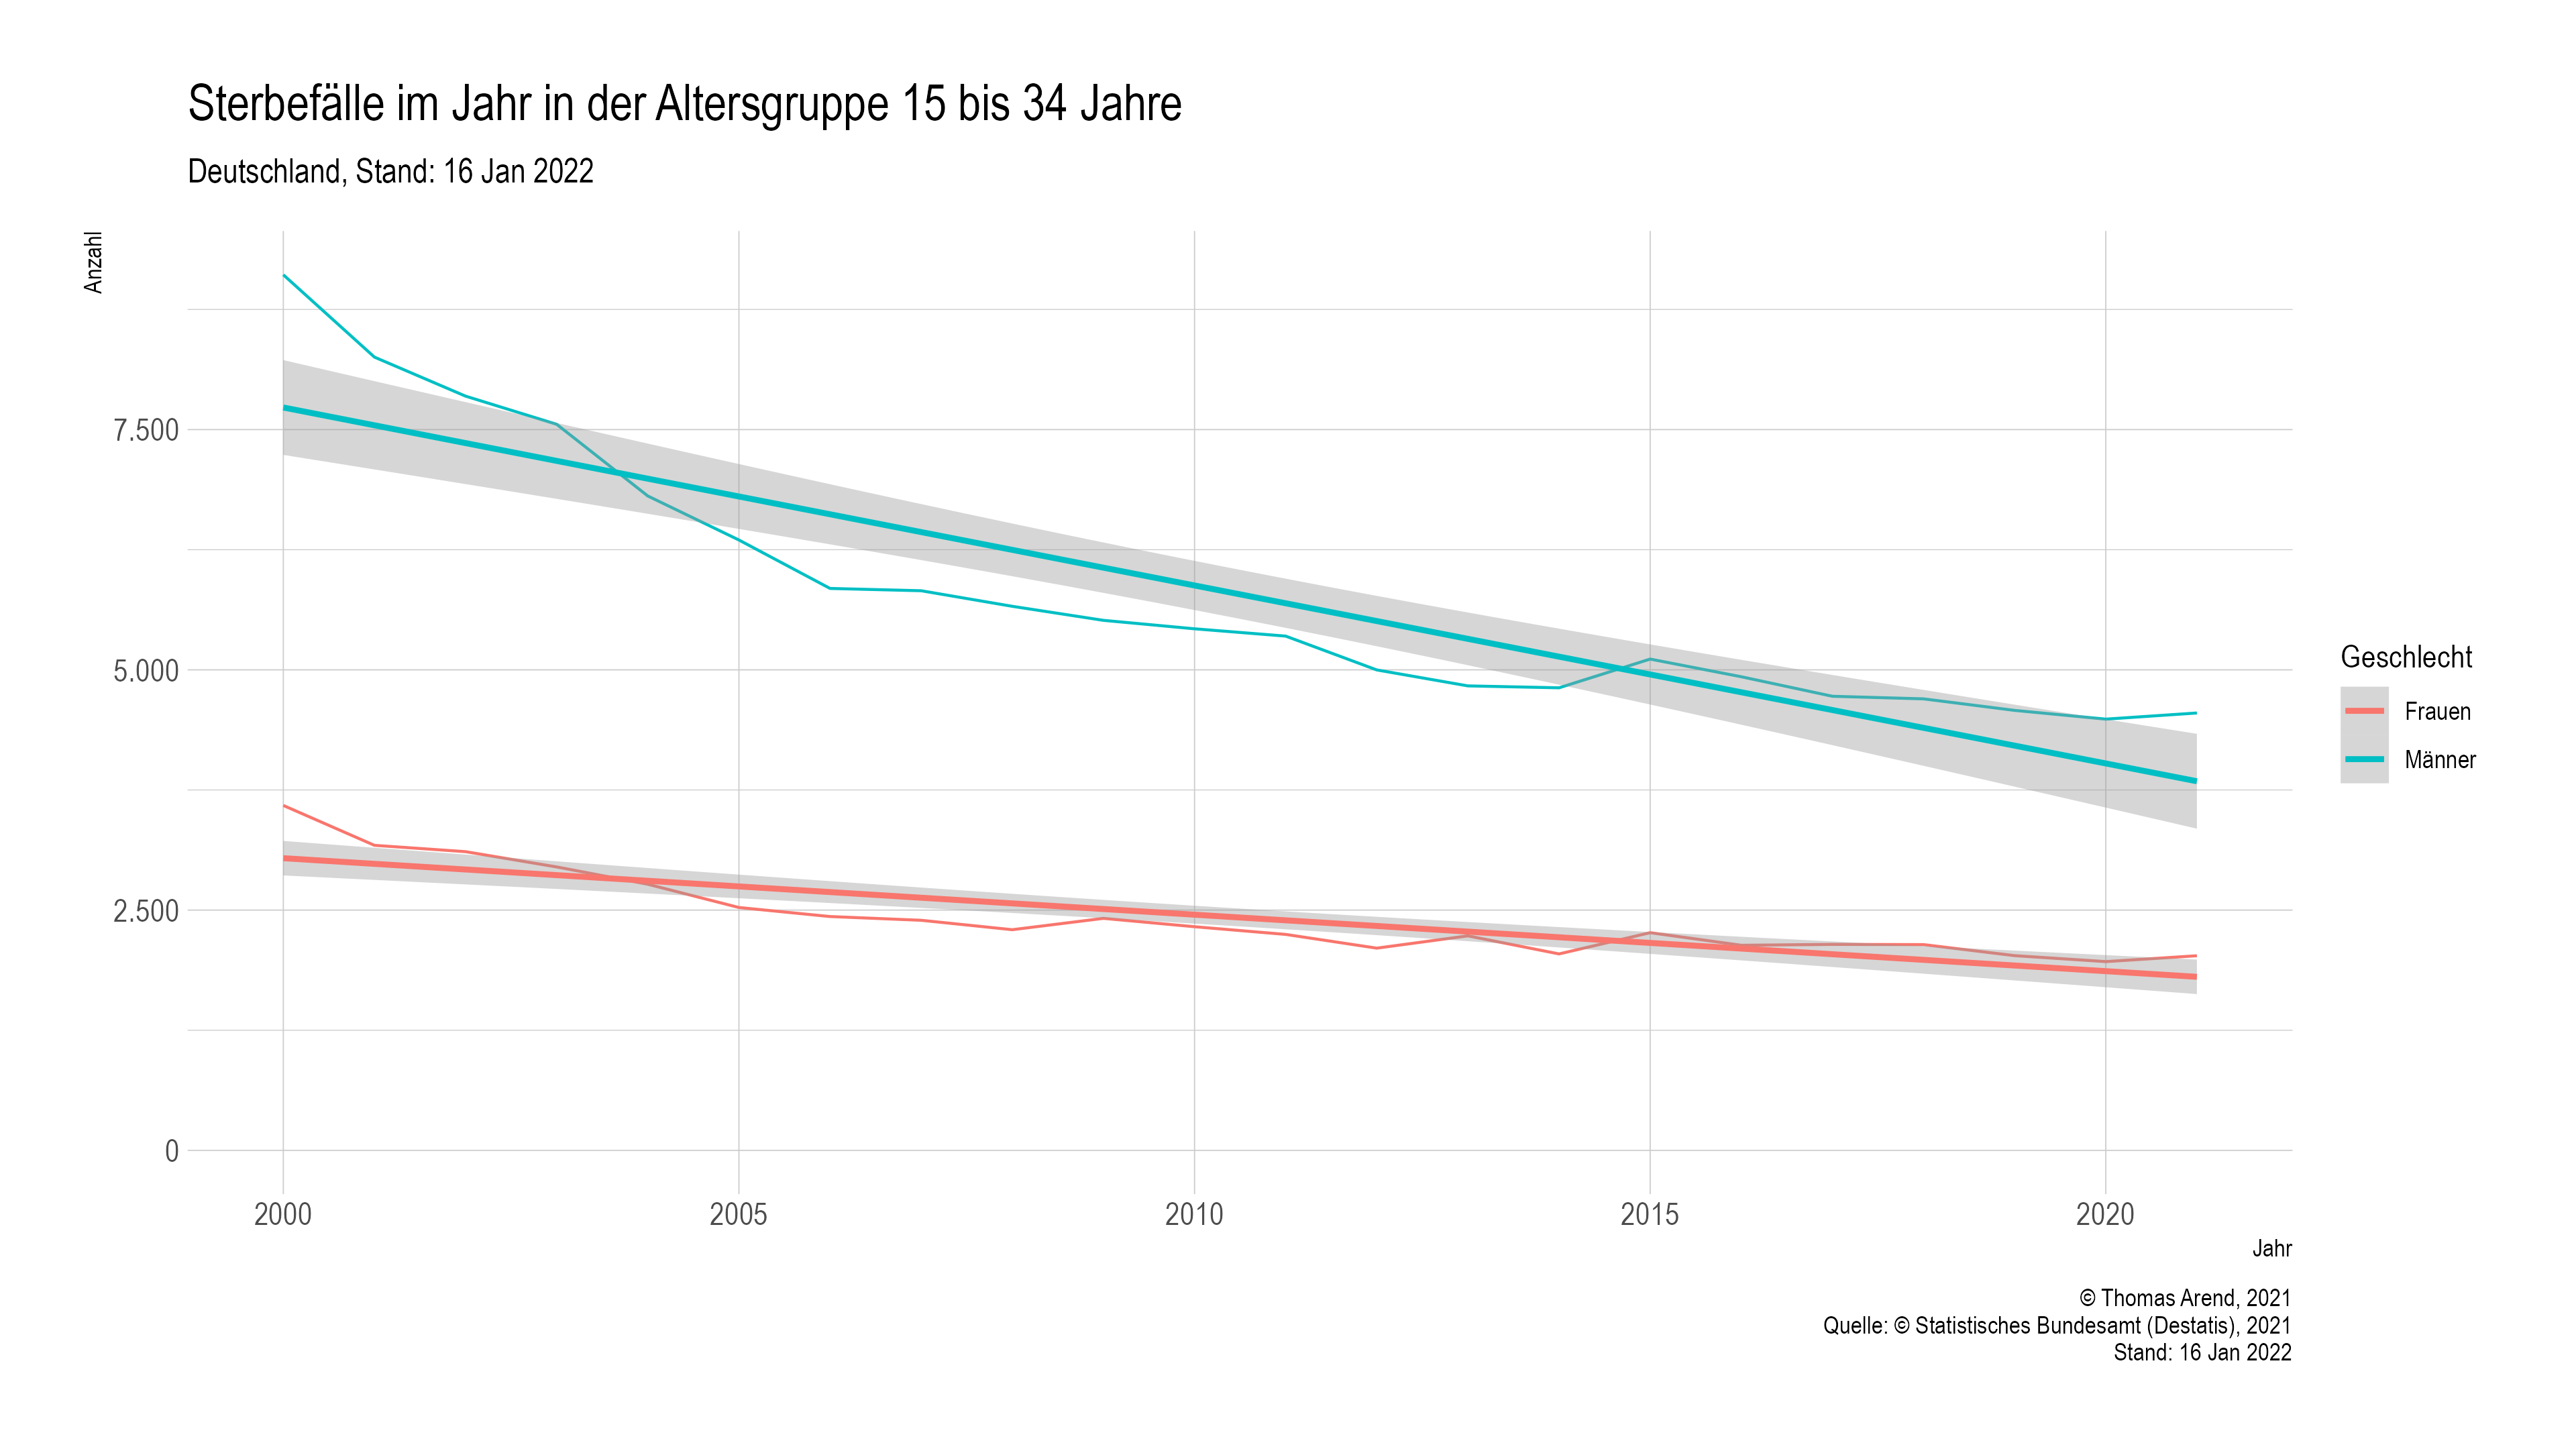 Sterbefälle im Jahr in der Altersgruppe 15 bis 34 Jahre
Deutschland, Stand: 16 Jan 2022
Anzahl
7.500
5.000
2.500
0
2000 2005 2010 2015 2020
Jahr
Geschlecht
Frauen
Männer
© Thomas Arend, 2021
Quelle: © Statistisches Bundesamt (Destatis), 2021
Stand: 16 Jan 2022